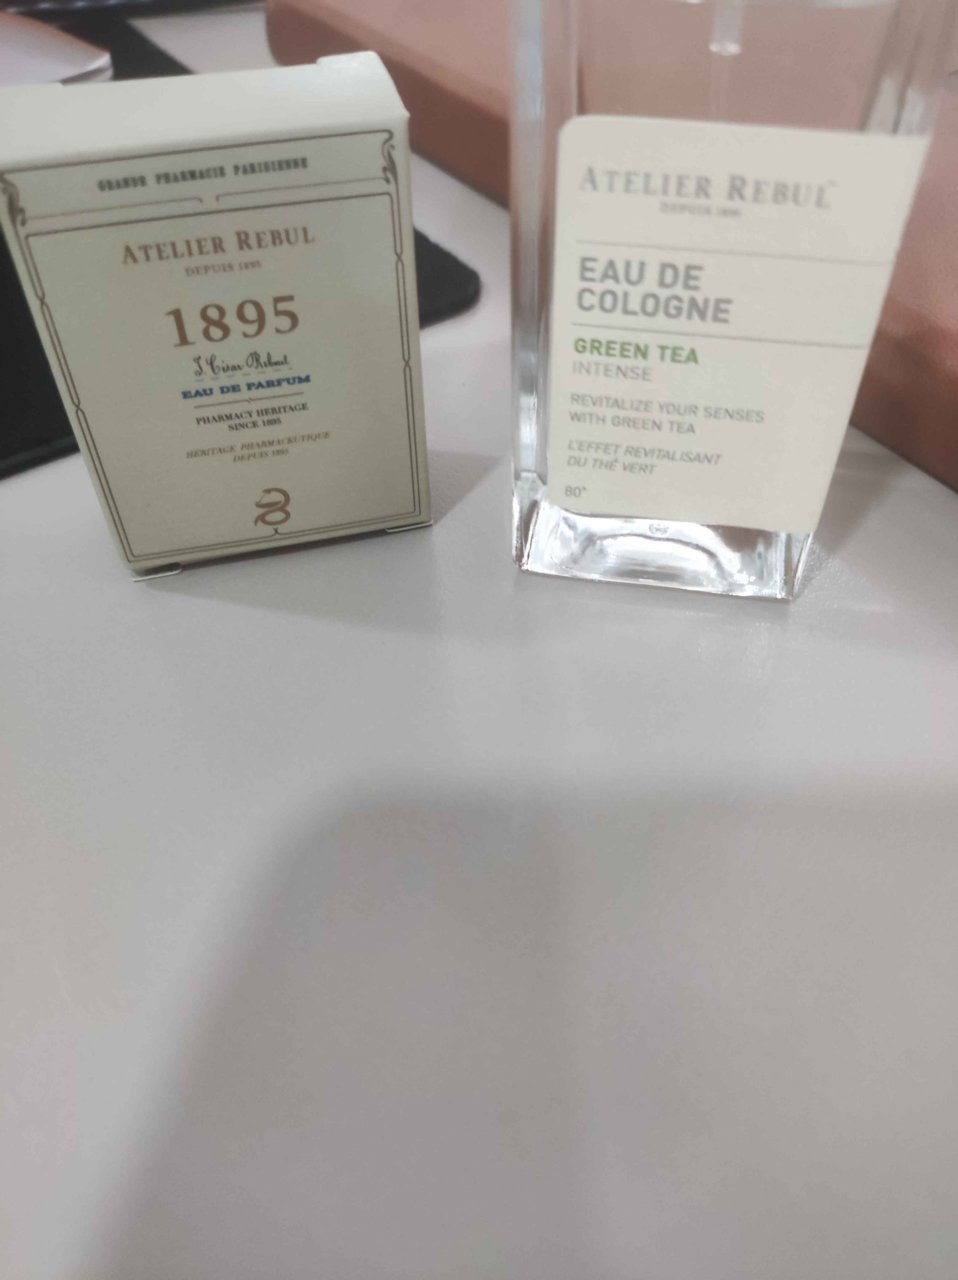 GRANDE PHARMACIE PARISIENNE
ATELIER REBUL
DEPUIS 1895
1895
J. César Rebul
EAU DE PARFUM
PHARMACY HERITAGE
SINCE 1895
HÉRITAGE PHARMACEUTIQUE
DEPUIS 1895
ATELIER REBUL™
DEPUIS 1895
EAU DE
COLOGNE
GREEN TEA
INTENSE
REVITALIZE YOUR SENSES
WITH GREEN TEA
L'EFFET REVITALISANT
DU THÉ VERT
80°